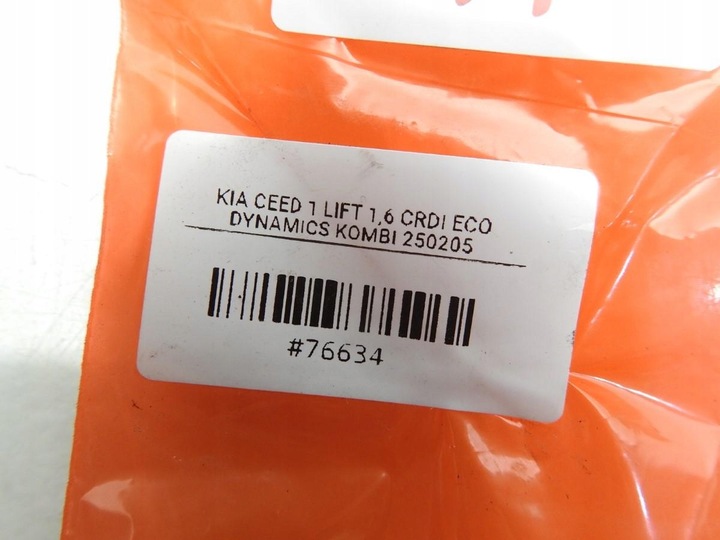 KIA CEED 1 LIFT 1,6 CRDI ECO
DYNAMICS KOMBI 250205
#76634